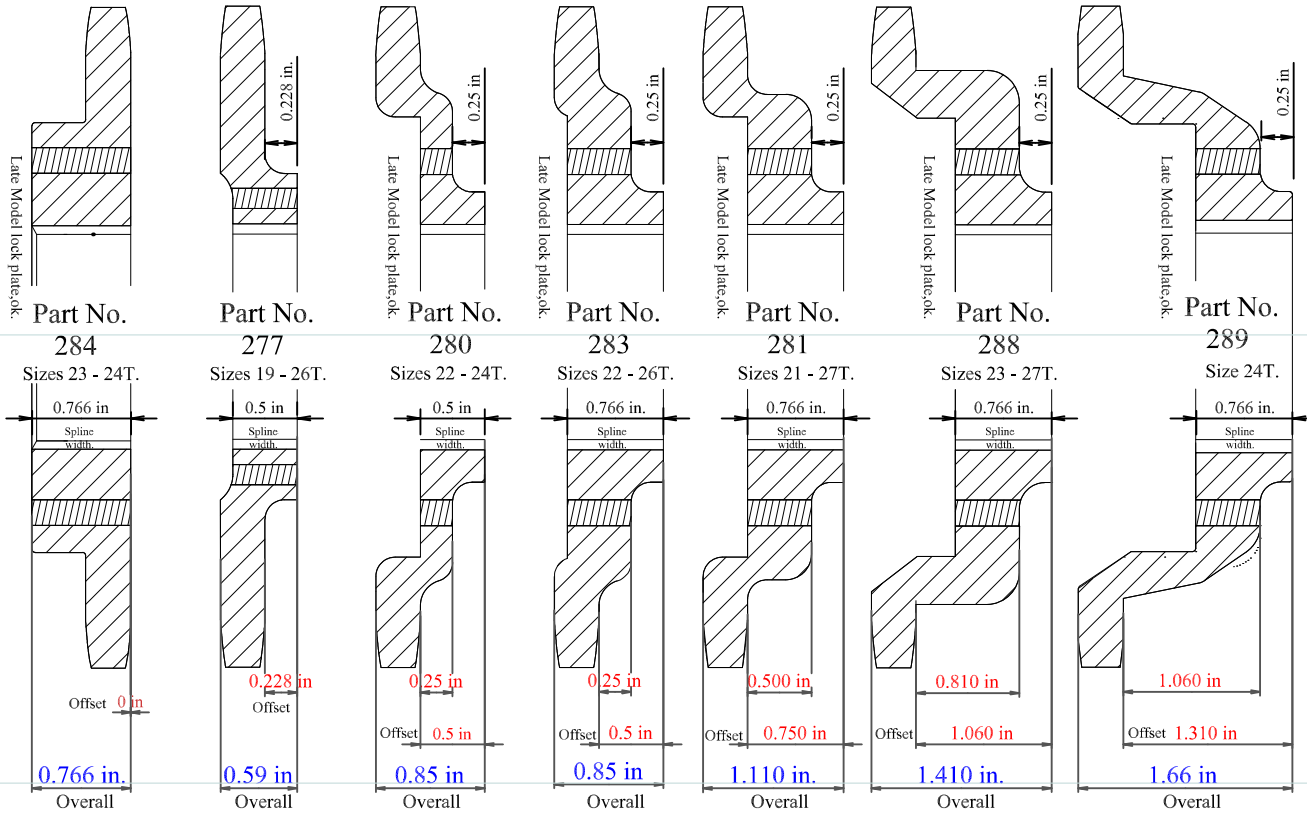 0.228 in.
0.25 in
0.25 in
0.25 in
0.25 in
0.25 in
Late Model lock plate,ok.
Late Model lock plate,ok.
Late Model lock plate,ok.
Late Model lock plate,ok.
Late Model lock plate,ok.
Late Model lock plate,ok.
Part No.
284
Sizes 23 - 24T.
Part No.
277
Sizes 19 - 26T.
Part No.
280
Sizes 22 - 24T.
Part No.
283
Sizes 22 - 26T.
Part No.
281
Sizes 21 - 27T.
Part No.
288
Sizes 23 - 27T.
Part No.
289
Size 24T.
0.766 in.
0.5 in
0.5 in
0.766 in.
0.766 in.
0.766 in.
0.766 in.
Spline
width.
Spline
width.
Spline
width.
Spline
width.
Spline
width.
Spline
width.
Spline
width.
Offset 0 in
0.228 in
Offset
0.25 in
Offset 0.5 in
0.25 in
Offset 0.5 in
0.500 in
Offset 0.750 in
0.810 in
Offset 1.060 in
1.060 in
Offset 1.310 in
0.766 in.
Overall
0.59 in
Overall
0.85 in
Overall
0.85 in
Overall
1.110 in.
Overall
1.410 in.
Overall
1.66 in
Overall